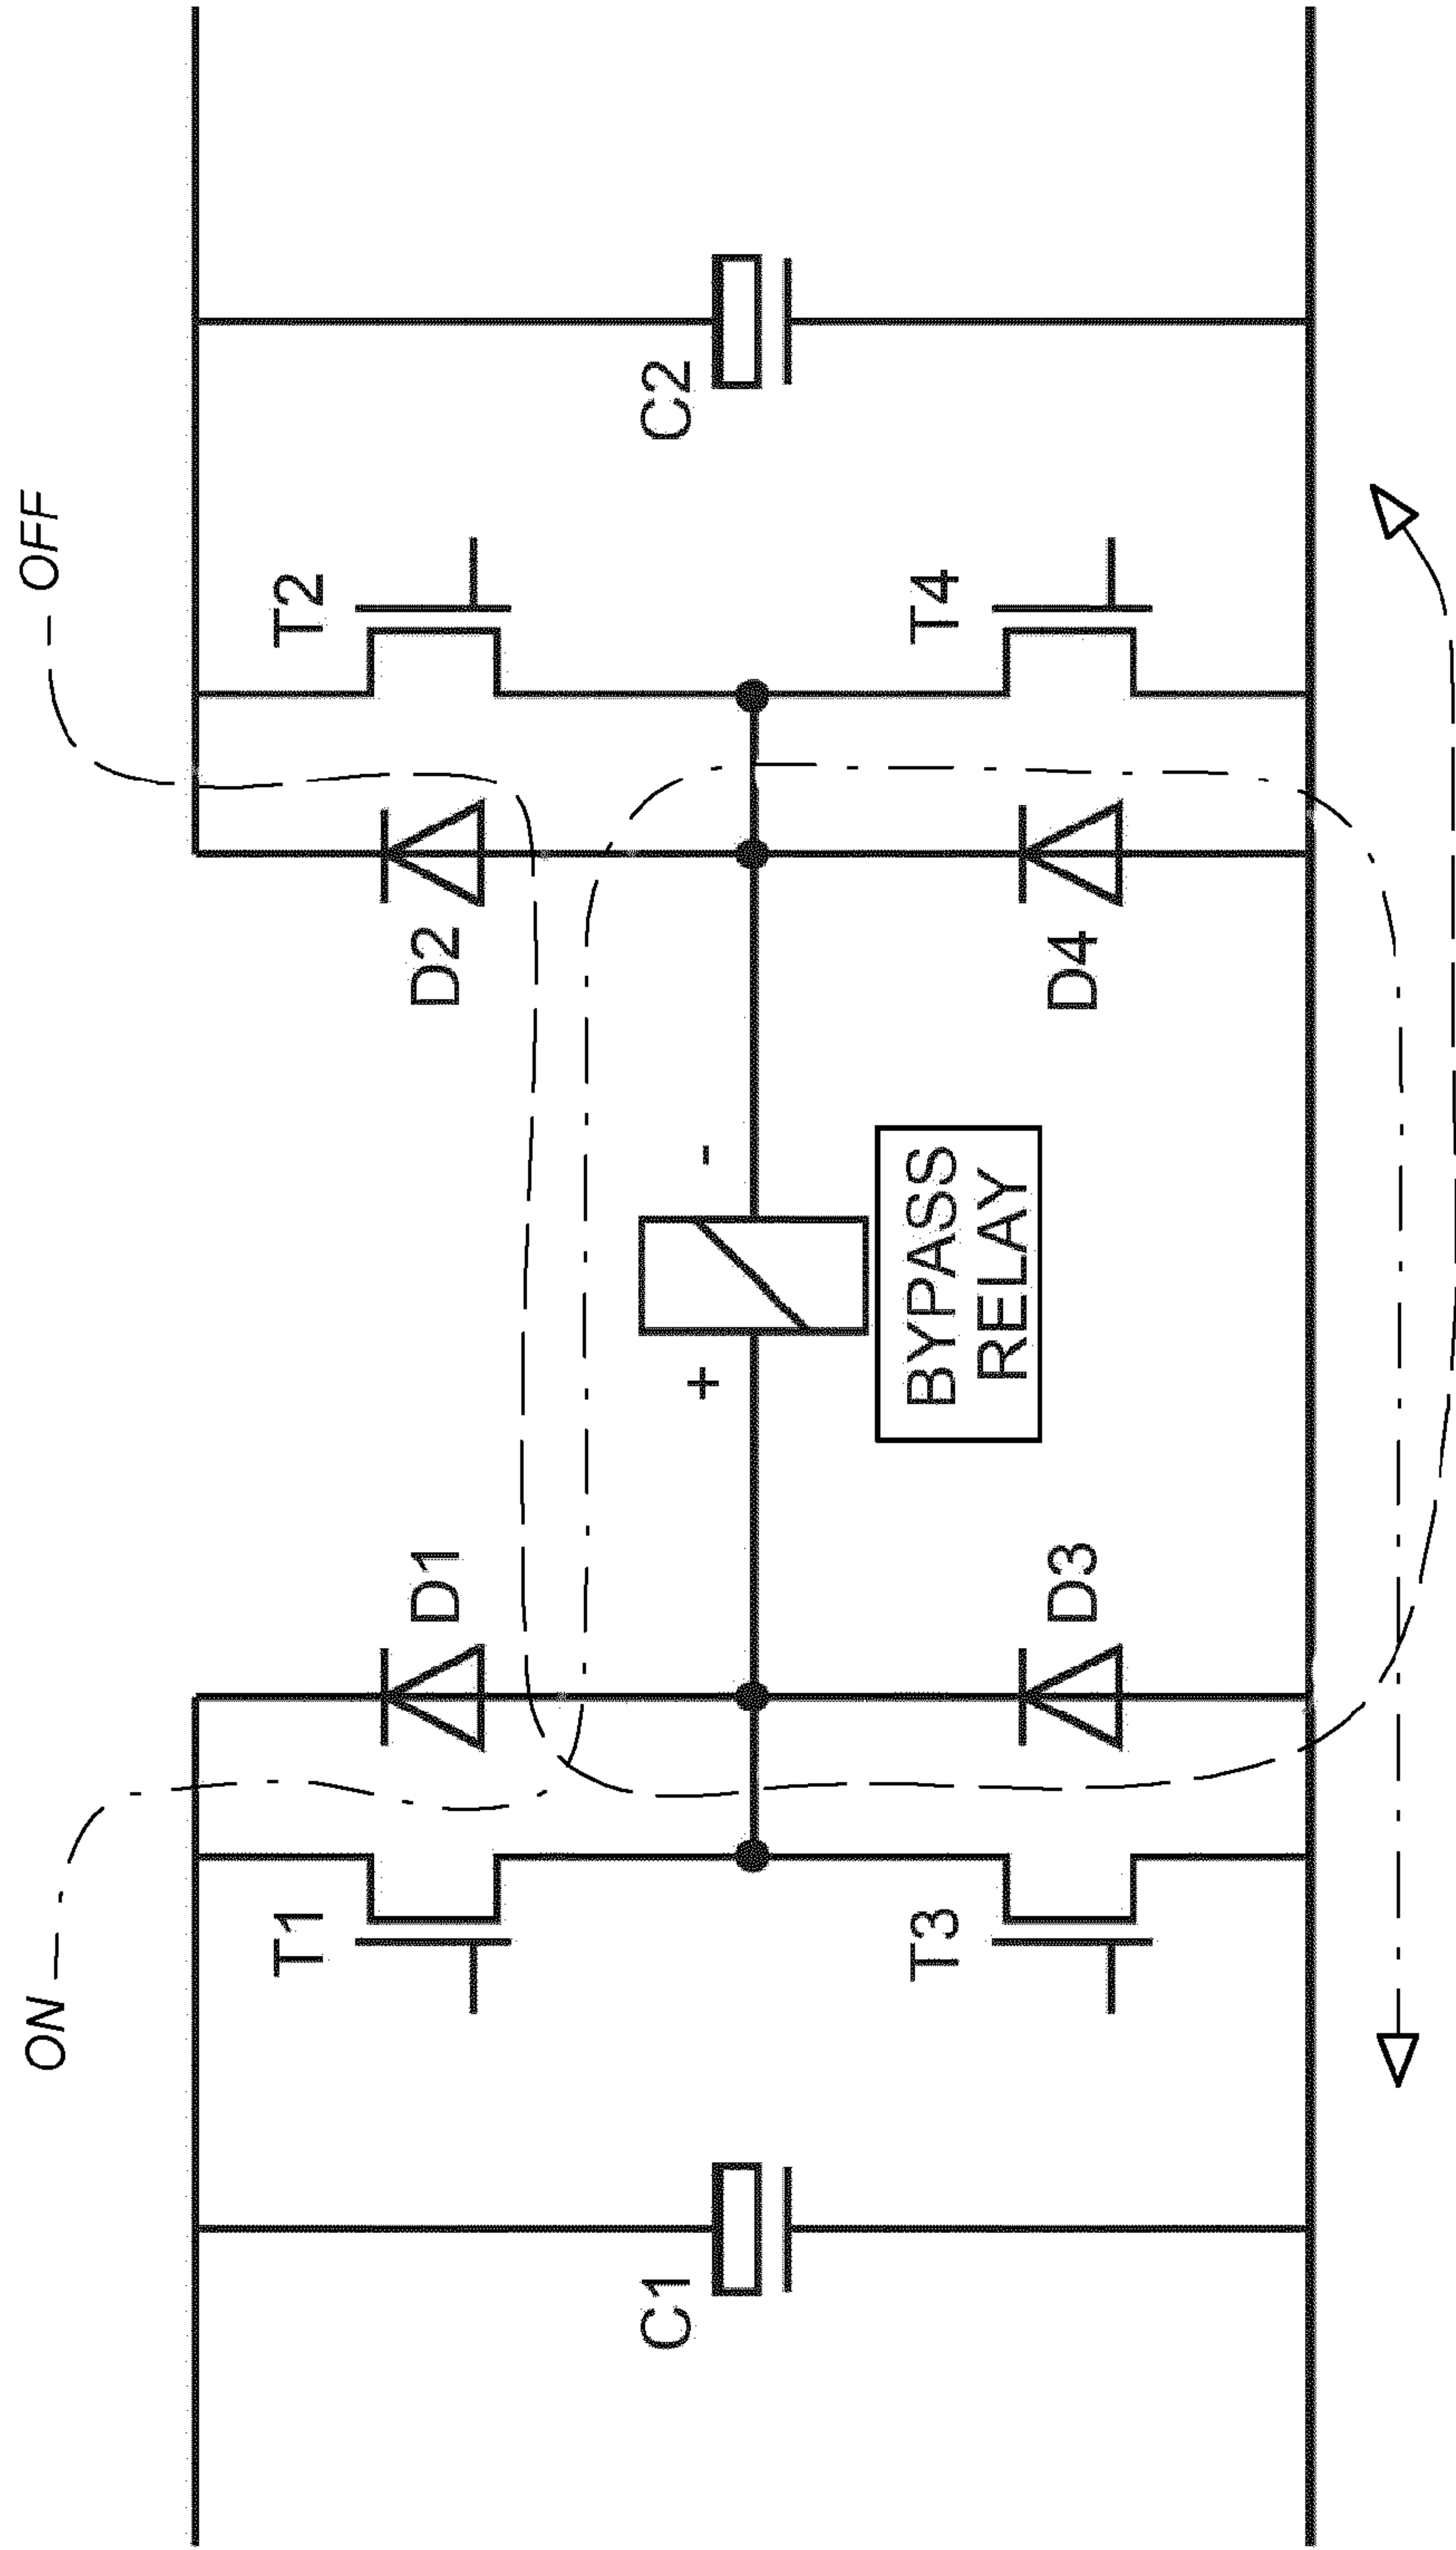 ON
OFF
T1
D1
D2
T2
C1
+
-
C2
BYPASS
RELAY
T3
D3
D4
T4